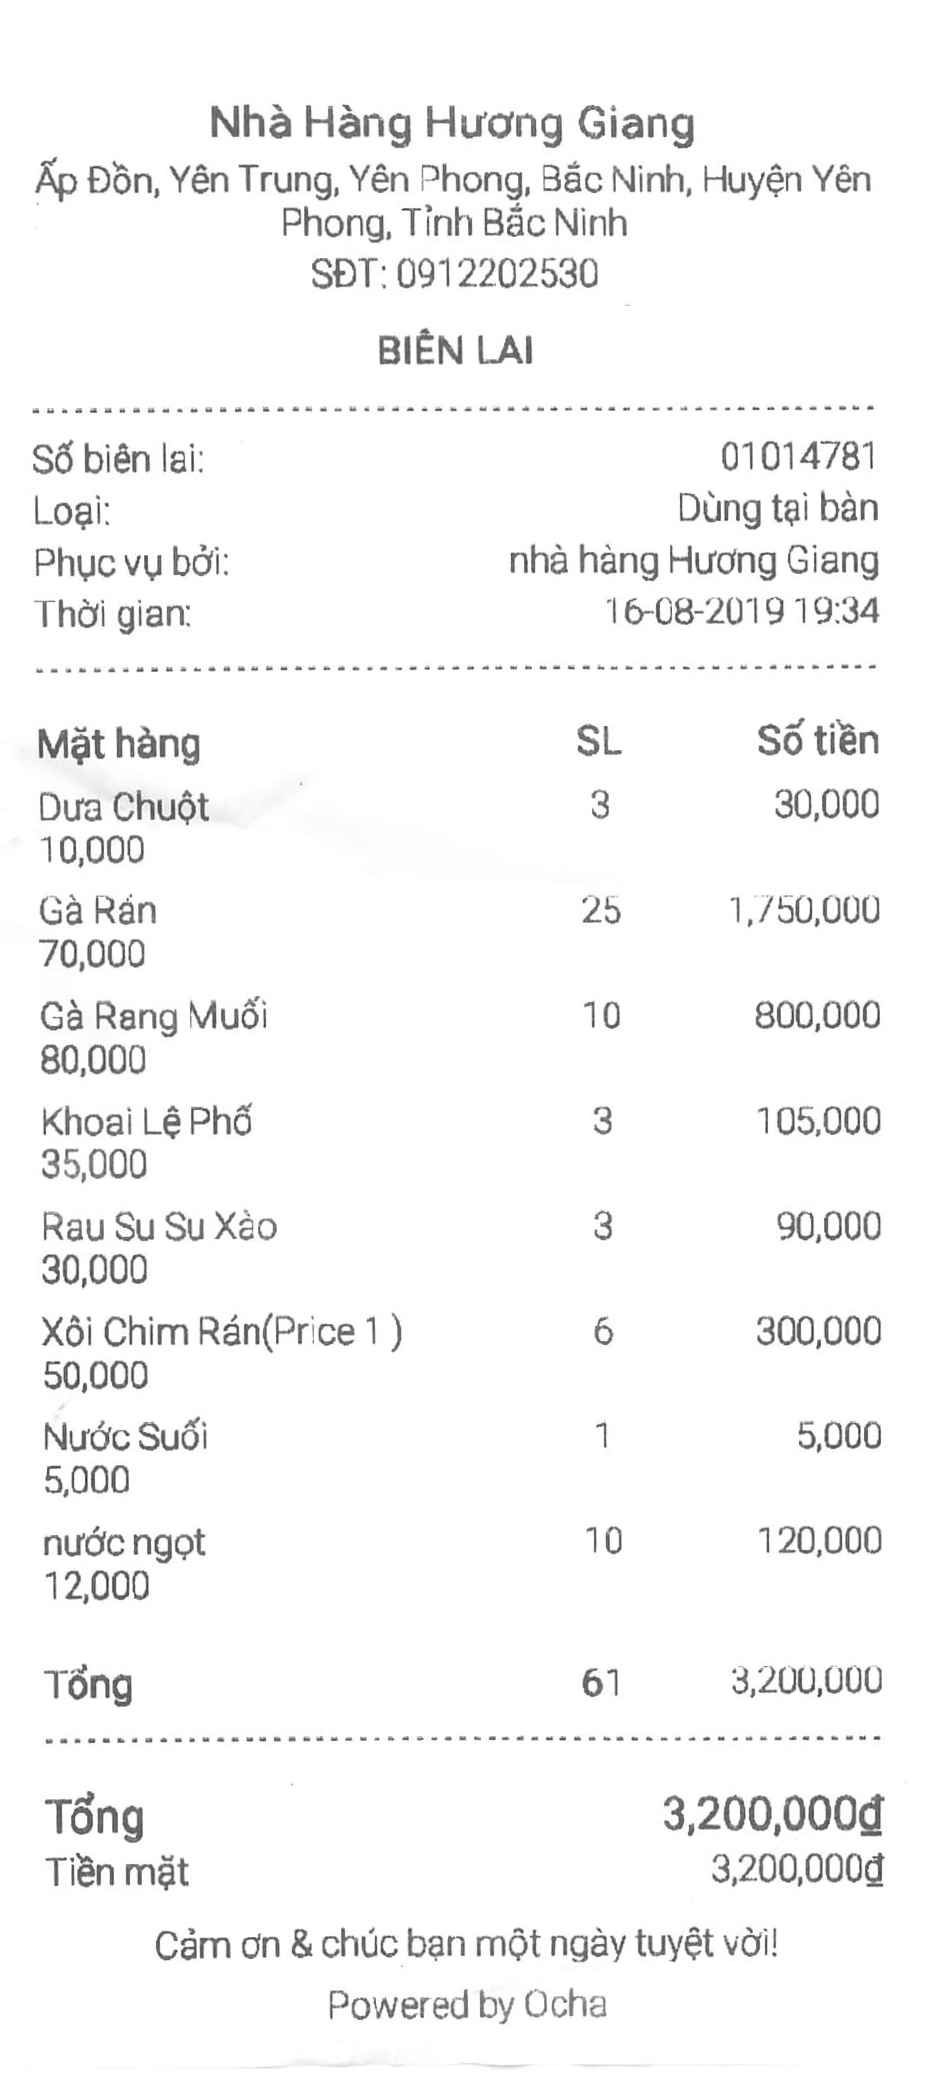 Nhà Hàng Hương Giang
Ấp Đồn, Yên Trung, Yên Phong, Bắc Ninh, Huyện Yên
Phong, Tỉnh Bắc Ninh
SĐT: 0912202530
BIÊN LAI
Số biên lai: 01014781
Loại: Dùng tại bàn
Phục vụ bởi: nhà hàng Hương Giang
Thời gian: 16-08-2019 19:34
Mặt hàng SL Số tiền
Dưa Chuột 3 30,000
10,000
Gà Rán 25 1,750,000
70,000
Gà Rang Muối 10 800,000
80,000
Khoai Lệ Phố 3 105,000
35,000
Rau Su Su Xào 3 90,000
30,000
Xôi Chim Rán(Price 1 ) 6 300,000
50,000
Nước Suối 1 5,000
5,000
nước ngọt 10 120,000
12,000
Tổng 61 3,200,000
Tổng 3,200,000₫
Tiền mặt 3,200,000₫
Cảm ơn & chúc bạn một ngày tuyệt vời!
Powered by Ocha